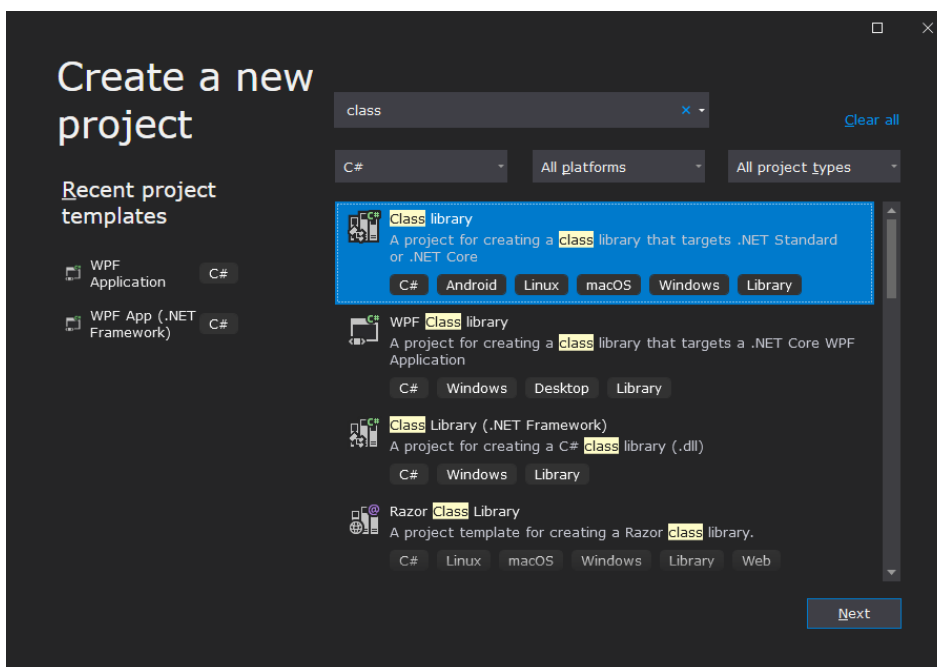 Create a new
project
Recent project
templates
WPF
Application
C#
WPF App (.NET
Framework)
C#
class
Clear all
C#
All platforms
All project types
Class library
A project for creating a class library that targets .NET Standard
or .NET Core
C# Android Linux macOS Windows Library
WPF Class library
A project for creating a class library that targets a .NET Core WPF
Application
C# Windows Desktop Library
Class Library (.NET Framework)
A project for creating a C# class library (.dll)
C# Windows Library
Razor Class Library
A project template for creating a Razor class library.
C# Linux macOS Windows Library Web
Next